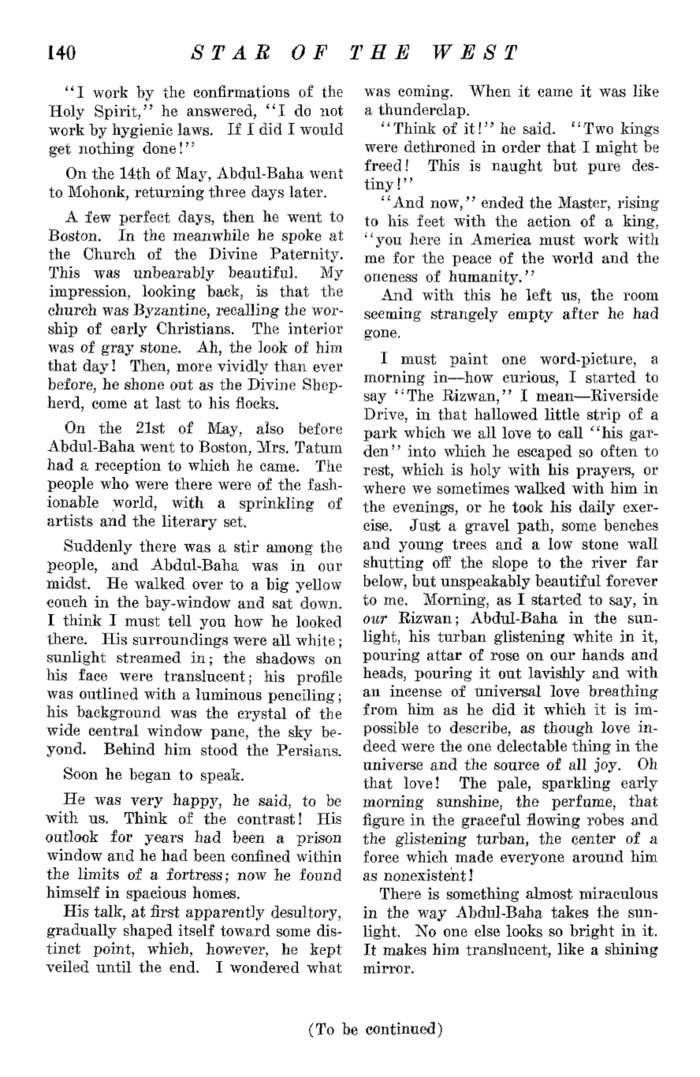 140 STAR OF THE WEST
"I work by the confirmations of the
Holy Spirit," he answered, "I do not
work by hygienic laws. If I did I would
get nothing done!"
On the 14th of May, Abdul-Baha went
to Mohonk, returning three days later.
A few perfect days, then he went to
Boston. In the meanwhile he spoke at
the Church of the Divine Paternity.
This was unbearably beautiful. My
impression, looking back, is that the
church was Byzantine, recalling the wor-
ship of early Christians. The interior
was of gray stone. Ah, the look of him
that day! Then, more vividly than ever
before, he shone out as the Divine Shep-
herd, come at last to his flocks.
On the 21st of May, also before
Abdul-Baha went to Boston, Mrs. Tatum
had a reception to which he came. The
people who were there were of the fash-
ionable world, with a sprinkling of
artists and the literary set.
Suddenly there was a stir among the
people, and Abdul-Baha was in our
midst. He walked over to a big yellow
couch in the bay-window and sat down.
I think I must tell you how he looked
there. His surroundings were all white;
sunlight streamed in; the shadows on
his face were translucent; his profile
was outlined with a luminous penciling;
his background was the crystal of the
wide central window pane, the sky be-
yond. Behind him stood the Persians.
Soon he began to speak.
He was very happy, he said, to be
with us. Think of the contrast! His
outlook for years had been a prison
window and he had been confined within
the limits of a fortress; now he found
himself in spacious homes.
His talk, at first apparently desultory,
gradually shaped itself toward some dis-
tinct point, which, however, he kept
veiled until the end. I wondered what
was coming. When it came it was like
a thunderclap.
"Think of it!" he said. "Two kings
were dethroned in order that I might be
freed! This is naught but pure des-
tiny!"
"And now," ended the Master, rising
to his feet with the action of a king,
"you here in America must work with
me for the peace of the world and the
oneness of humanity."
And with this he left us, the room
seeming strangely empty after he had
gone.
I must paint one word-picture, a
morning in—how curious, I started to
say "The Rizwan," I mean—Riverside
Drive, in that hallowed little strip of a
park which we all love to call "his gar-
den" into which he escaped so often to
rest, which is holy with his prayers, or
where we sometimes walked with him in
the evenings, or he took his daily exer-
cise. Just a gravel path, some benches
and young trees and a low stone wall
shutting off the slope to the river far
below, but unspeakably beautiful forever
to me. Morning, as I started to say, in
our Rizwan; Abdul-Baha in the sun-
light, his turban glistening white in it,
pouring attar of rose on our hands and
heads, pouring it out lavishly and with
an incense of universal love breathing
from him as he did it which it is im-
possible to describe, as though love in-
deed were the one delectable thing in the
universe and the source of all joy. Oh
that love! The pale, sparkling early
morning sunshine, the perfume, that
figure in the graceful flowing robes and
the glistening turban, the center of a
force which made everyone around him
as nonexistent!
There is something almost miraculous
in the way Abdul-Baha takes the sun-
light. No one else looks so bright in it.
It makes him translucent, like a shining
mirror.
(To be continued)